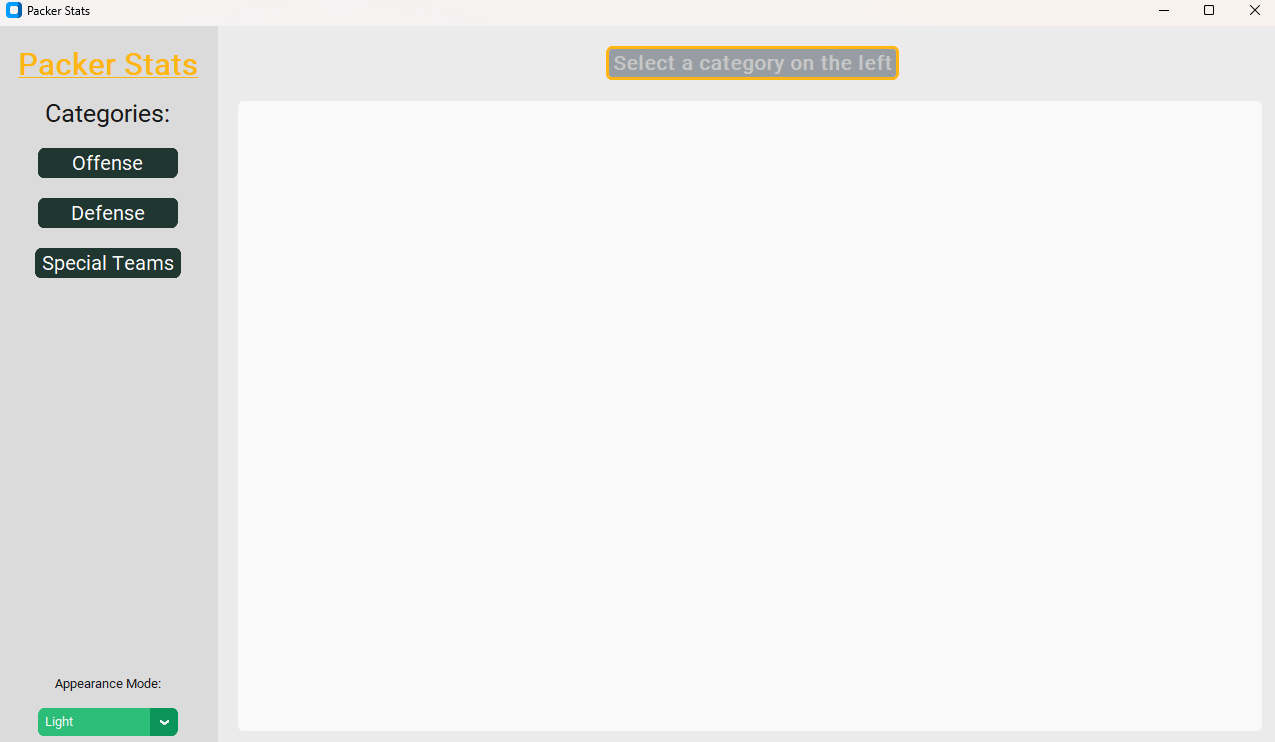 Packer Stats
Packer Stats
Categories:
Offense
Defense
Special Teams
Appearance Mode:
Light
Select a category on the left